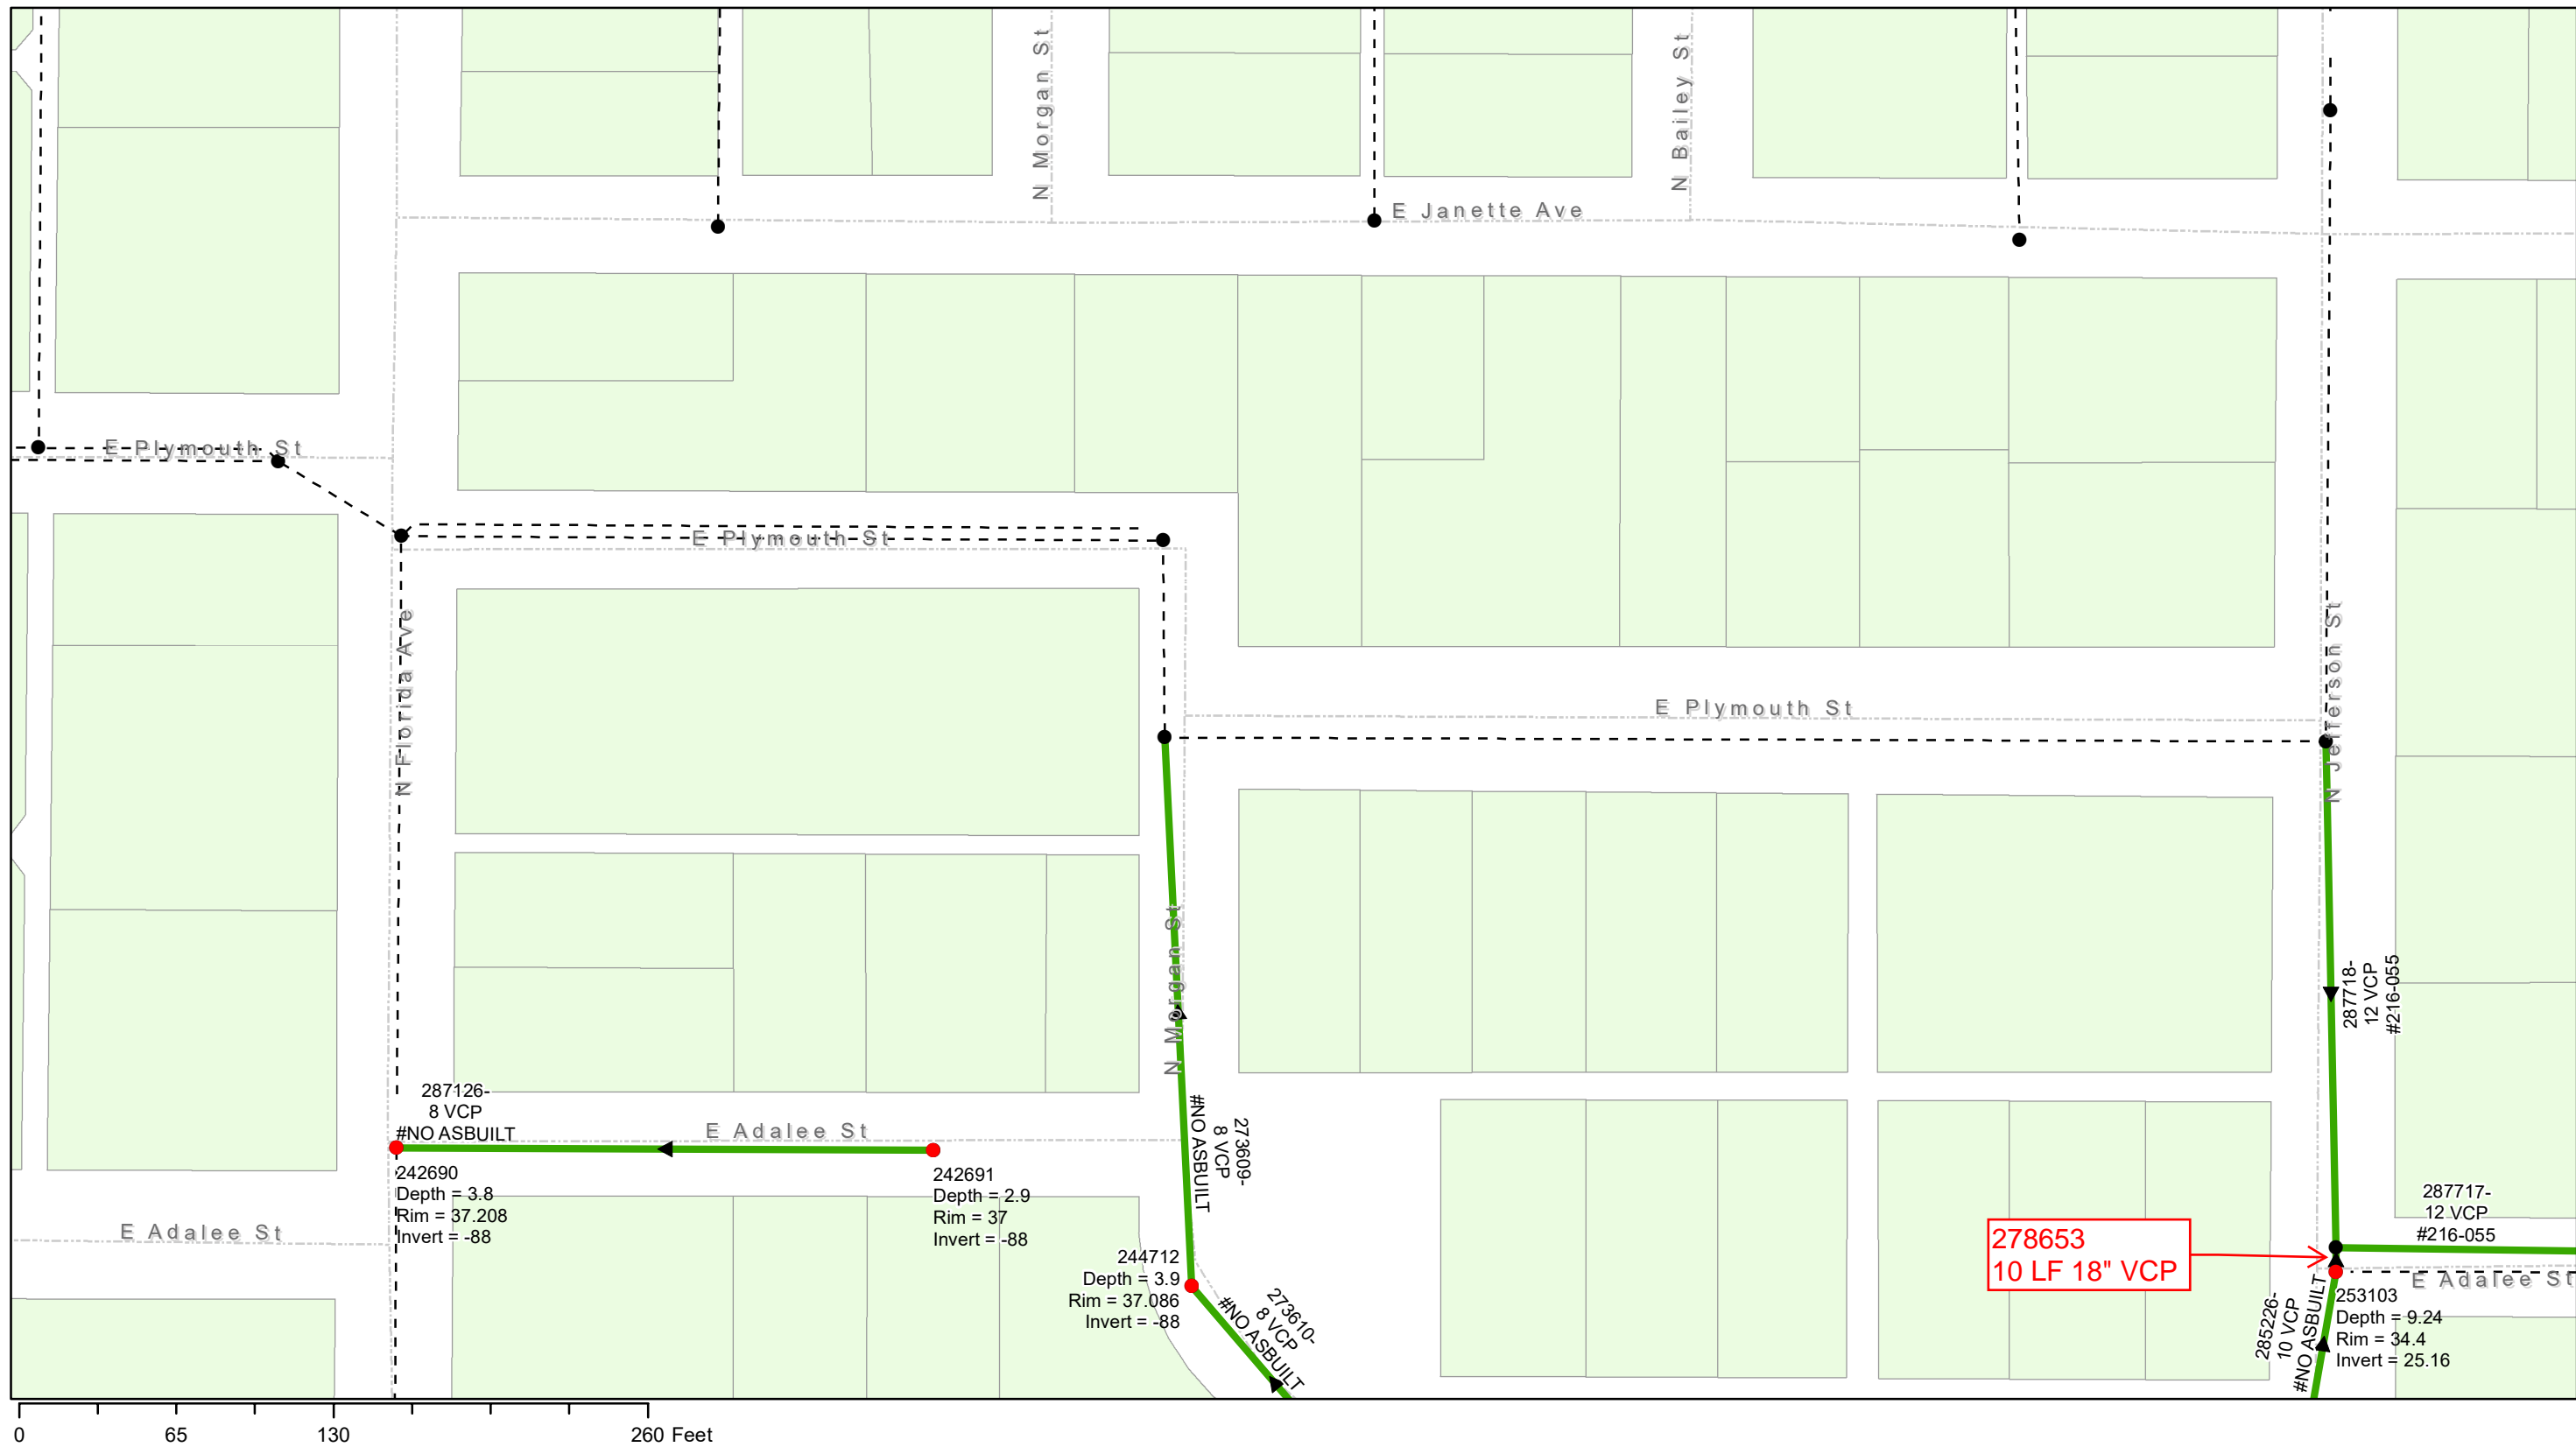 N Morgan St
N Bailey St
E Janette Ave
E Plymouth St
E Plymouth St
N Florida Ave
N Jefferson St
E Plymouth St
N Morgan St
287718-
12 VCP
#216-055
287126-
8 VCP
#NO ASBUILT
E Adalee St
273609-
8 VCP
#NO ASBUILT
242690
Depth = 3.8
Rim = 37.208
Invert = -88
242691
Depth = 2.9
Rim = 37
Invert = -88
E Adalee St
244712
Depth = 3.9
Rim = 37.086
Invert = -88
273610-
8 VCP
#NO ASBUILT
287717-
12 VCP
#216-055
278653
10 LF 18" VCP
E Adalee St
285226-
10 VCP
#NO ASBUILT
253103
Depth = 9.24
Rim = 34.4
Invert = 25.16
0 65 130 260 Feet